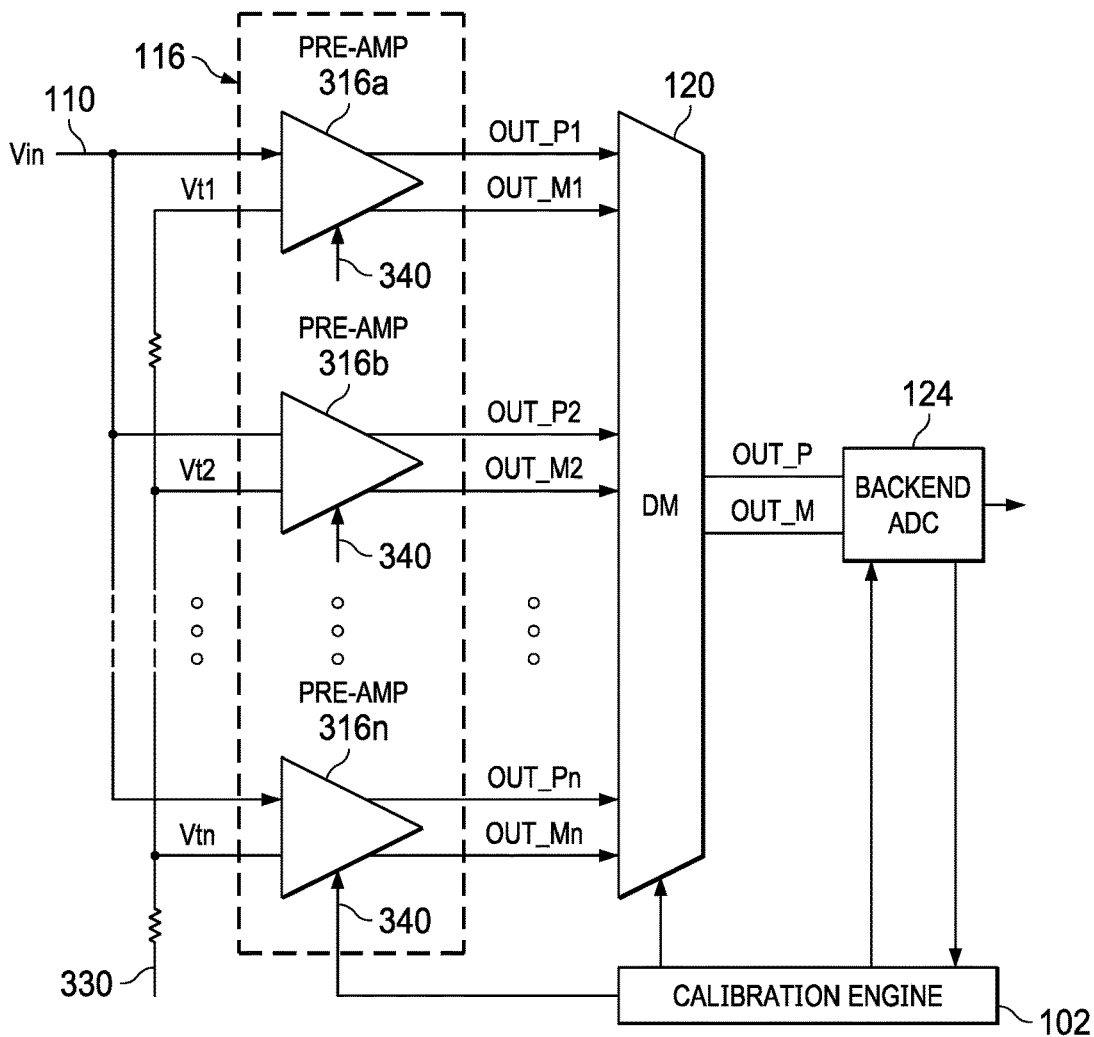 PRE-AMP
316a
116
110
Vin
Vt1
OUT_P1
OUT_M1
120
340
PRE-AMP
316b
Vt2
OUT_P2
OUT_M2
340
DM
OUT_P
OUT_M
124
BACKEND
ADC
PRE-AMP
316n
Vtn
OUT_Pn
OUT_Mn
340
330
CALIBRATION ENGINE
102